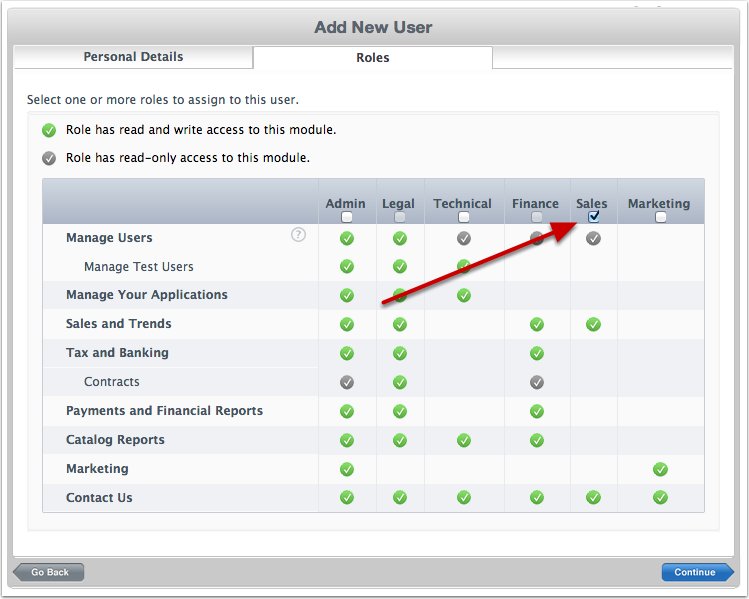 Add New User
Personal Details
Roles
Select one or more roles to assign to this user.
Role has read and write access to this module.
Role has read-only access to this module.
Admin Legal Technical Finance Sales Marketing
Manage Users ?
Manage Test Users
Manage Your Applications
Sales and Trends
Tax and Banking
Contracts
Payments and Financial Reports
Catalog Reports
Marketing
Contact Us
Go Back
Continue